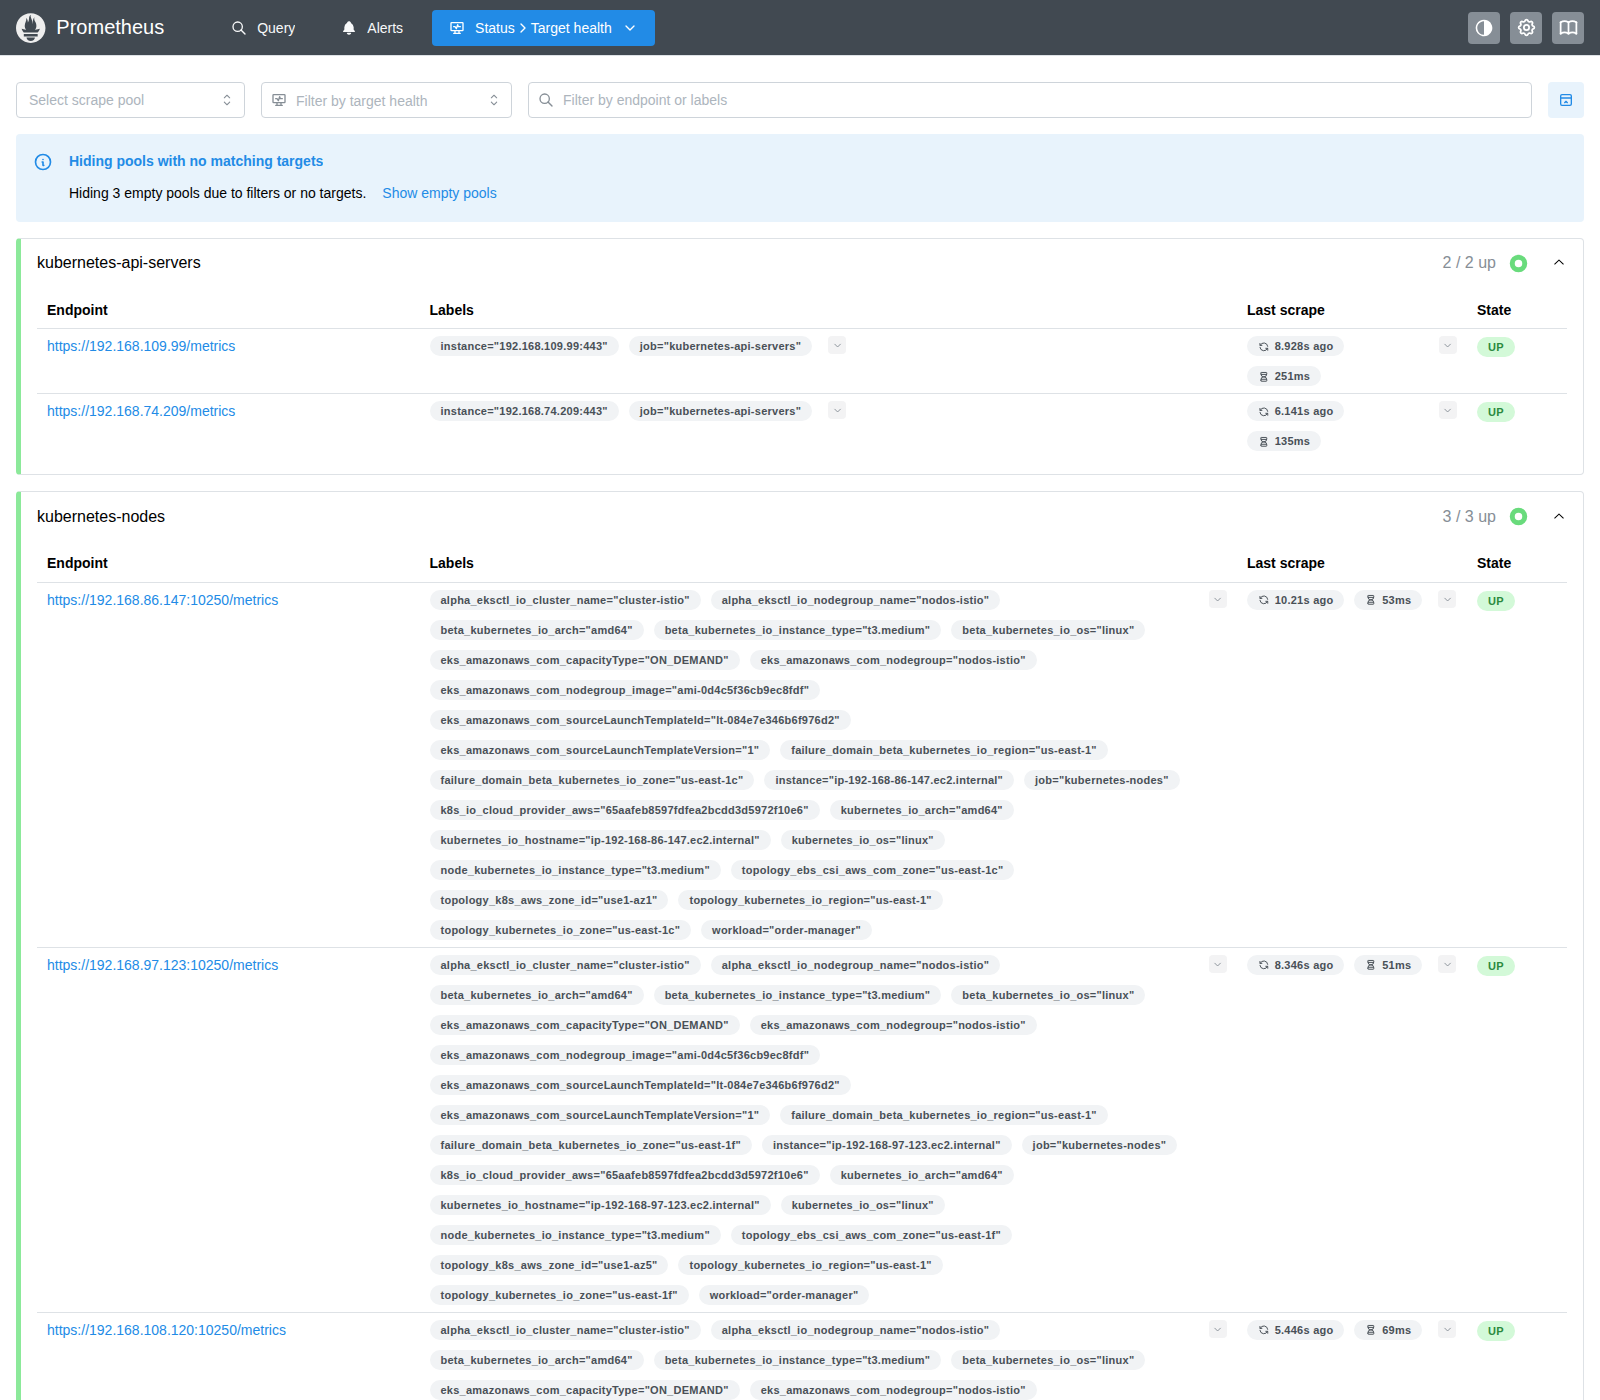 Prometheus
Query
Alerts
Status > Target health
Select scrape pool
Filter by target health
Filter by endpoint or labels
Hiding pools with no matching targets
Hiding 3 empty pools due to filters or no targets. Show empty pools
kubernetes-api-servers 2 / 2 up
Endpoint Labels Last scrape State
https://192.168.109.99/metrics instance="192.168.109.99:443" job="kubernetes-api-servers" 8.928s ago UP
251ms
https://192.168.74.209/metrics instance="192.168.74.209:443" job="kubernetes-api-servers" 6.141s ago UP
135ms
kubernetes-nodes 3 / 3 up
Endpoint Labels Last scrape State
https://192.168.86.147:10250/metrics alpha_eksctl_io_cluster_name="cluster-istio" alpha_eksctl_io_nodegroup_name="nodos-istio" 10.21s ago 53ms UP
beta_kubernetes_io_arch="amd64" beta_kubernetes_io_instance_type="t3.medium" beta_kubernetes_io_os="linux"
eks_amazonaws_com_capacityType="ON_DEMAND" eks_amazonaws_com_nodegroup="nodos-istio"
eks_amazonaws_com_nodegroup_image="ami-0d4c5f36cb9ec8fdf"
eks_amazonaws_com_sourceLaunchTemplateId="lt-084e7e346b6f976d2"
eks_amazonaws_com_sourceLaunchTemplateVersion="1" failure_domain_beta_kubernetes_io_region="us-east-1"
failure_domain_beta_kubernetes_io_zone="us-east-1c" instance="ip-192-168-86-147.ec2.internal" job="kubernetes-nodes"
k8s_io_cloud_provider_aws="65aafeb8597fdfea2bcdd3d5972f10e6" kubernetes_io_arch="amd64"
kubernetes_io_hostname="ip-192-168-86-147.ec2.internal" kubernetes_io_os="linux"
node_kubernetes_io_instance_type="t3.medium" topology_ebs_csi_aws_com_zone="us-east-1c"
topology_k8s_aws_zone_id="use1-az1" topology_kubernetes_io_region="us-east-1"
topology_kubernetes_io_zone="us-east-1c" workload="order-manager"
https://192.168.97.123:10250/metrics alpha_eksctl_io_cluster_name="cluster-istio" alpha_eksctl_io_nodegroup_name="nodos-istio" 8.346s ago 51ms UP
beta_kubernetes_io_arch="amd64" beta_kubernetes_io_instance_type="t3.medium" beta_kubernetes_io_os="linux"
eks_amazonaws_com_capacityType="ON_DEMAND" eks_amazonaws_com_nodegroup="nodos-istio"
eks_amazonaws_com_nodegroup_image="ami-0d4c5f36cb9ec8fdf"
eks_amazonaws_com_sourceLaunchTemplateId="lt-084e7e346b6f976d2"
eks_amazonaws_com_sourceLaunchTemplateVersion="1" failure_domain_beta_kubernetes_io_region="us-east-1"
failure_domain_beta_kubernetes_io_zone="us-east-1f" instance="ip-192-168-97-123.ec2.internal" job="kubernetes-nodes"
k8s_io_cloud_provider_aws="65aafeb8597fdfea2bcdd3d5972f10e6" kubernetes_io_arch="amd64"
kubernetes_io_hostname="ip-192-168-97-123.ec2.internal" kubernetes_io_os="linux"
node_kubernetes_io_instance_type="t3.medium" topology_ebs_csi_aws_com_zone="us-east-1f"
topology_k8s_aws_zone_id="use1-az5" topology_kubernetes_io_region="us-east-1"
topology_kubernetes_io_zone="us-east-1f" workload="order-manager"
https://192.168.108.120:10250/metrics alpha_eksctl_io_cluster_name="cluster-istio" alpha_eksctl_io_nodegroup_name="nodos-istio" 5.446s ago 69ms UP
beta_kubernetes_io_arch="amd64" beta_kubernetes_io_instance_type="t3.medium" beta_kubernetes_io_os="linux"
eks_amazonaws_com_capacityType="ON_DEMAND" eks_amazonaws_com_nodegroup="nodos-istio"